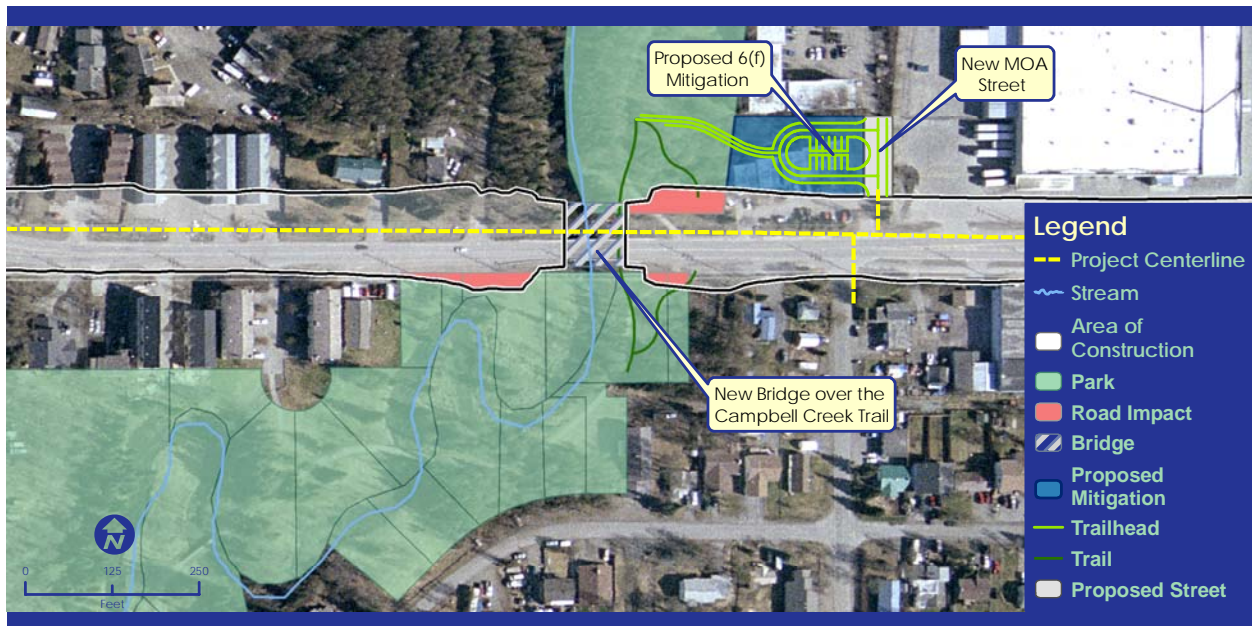 Proposed 6(f)
Mitigation
New MOA
Street
New Bridge over the
Campbell Creek Trail
Legend
Project Centerline
Stream
Area of
Construction
Park
Road Impact
Bridge
Proposed
Mitigation
Trailhead
Trail
Proposed Street
N
0 125 250
Feet